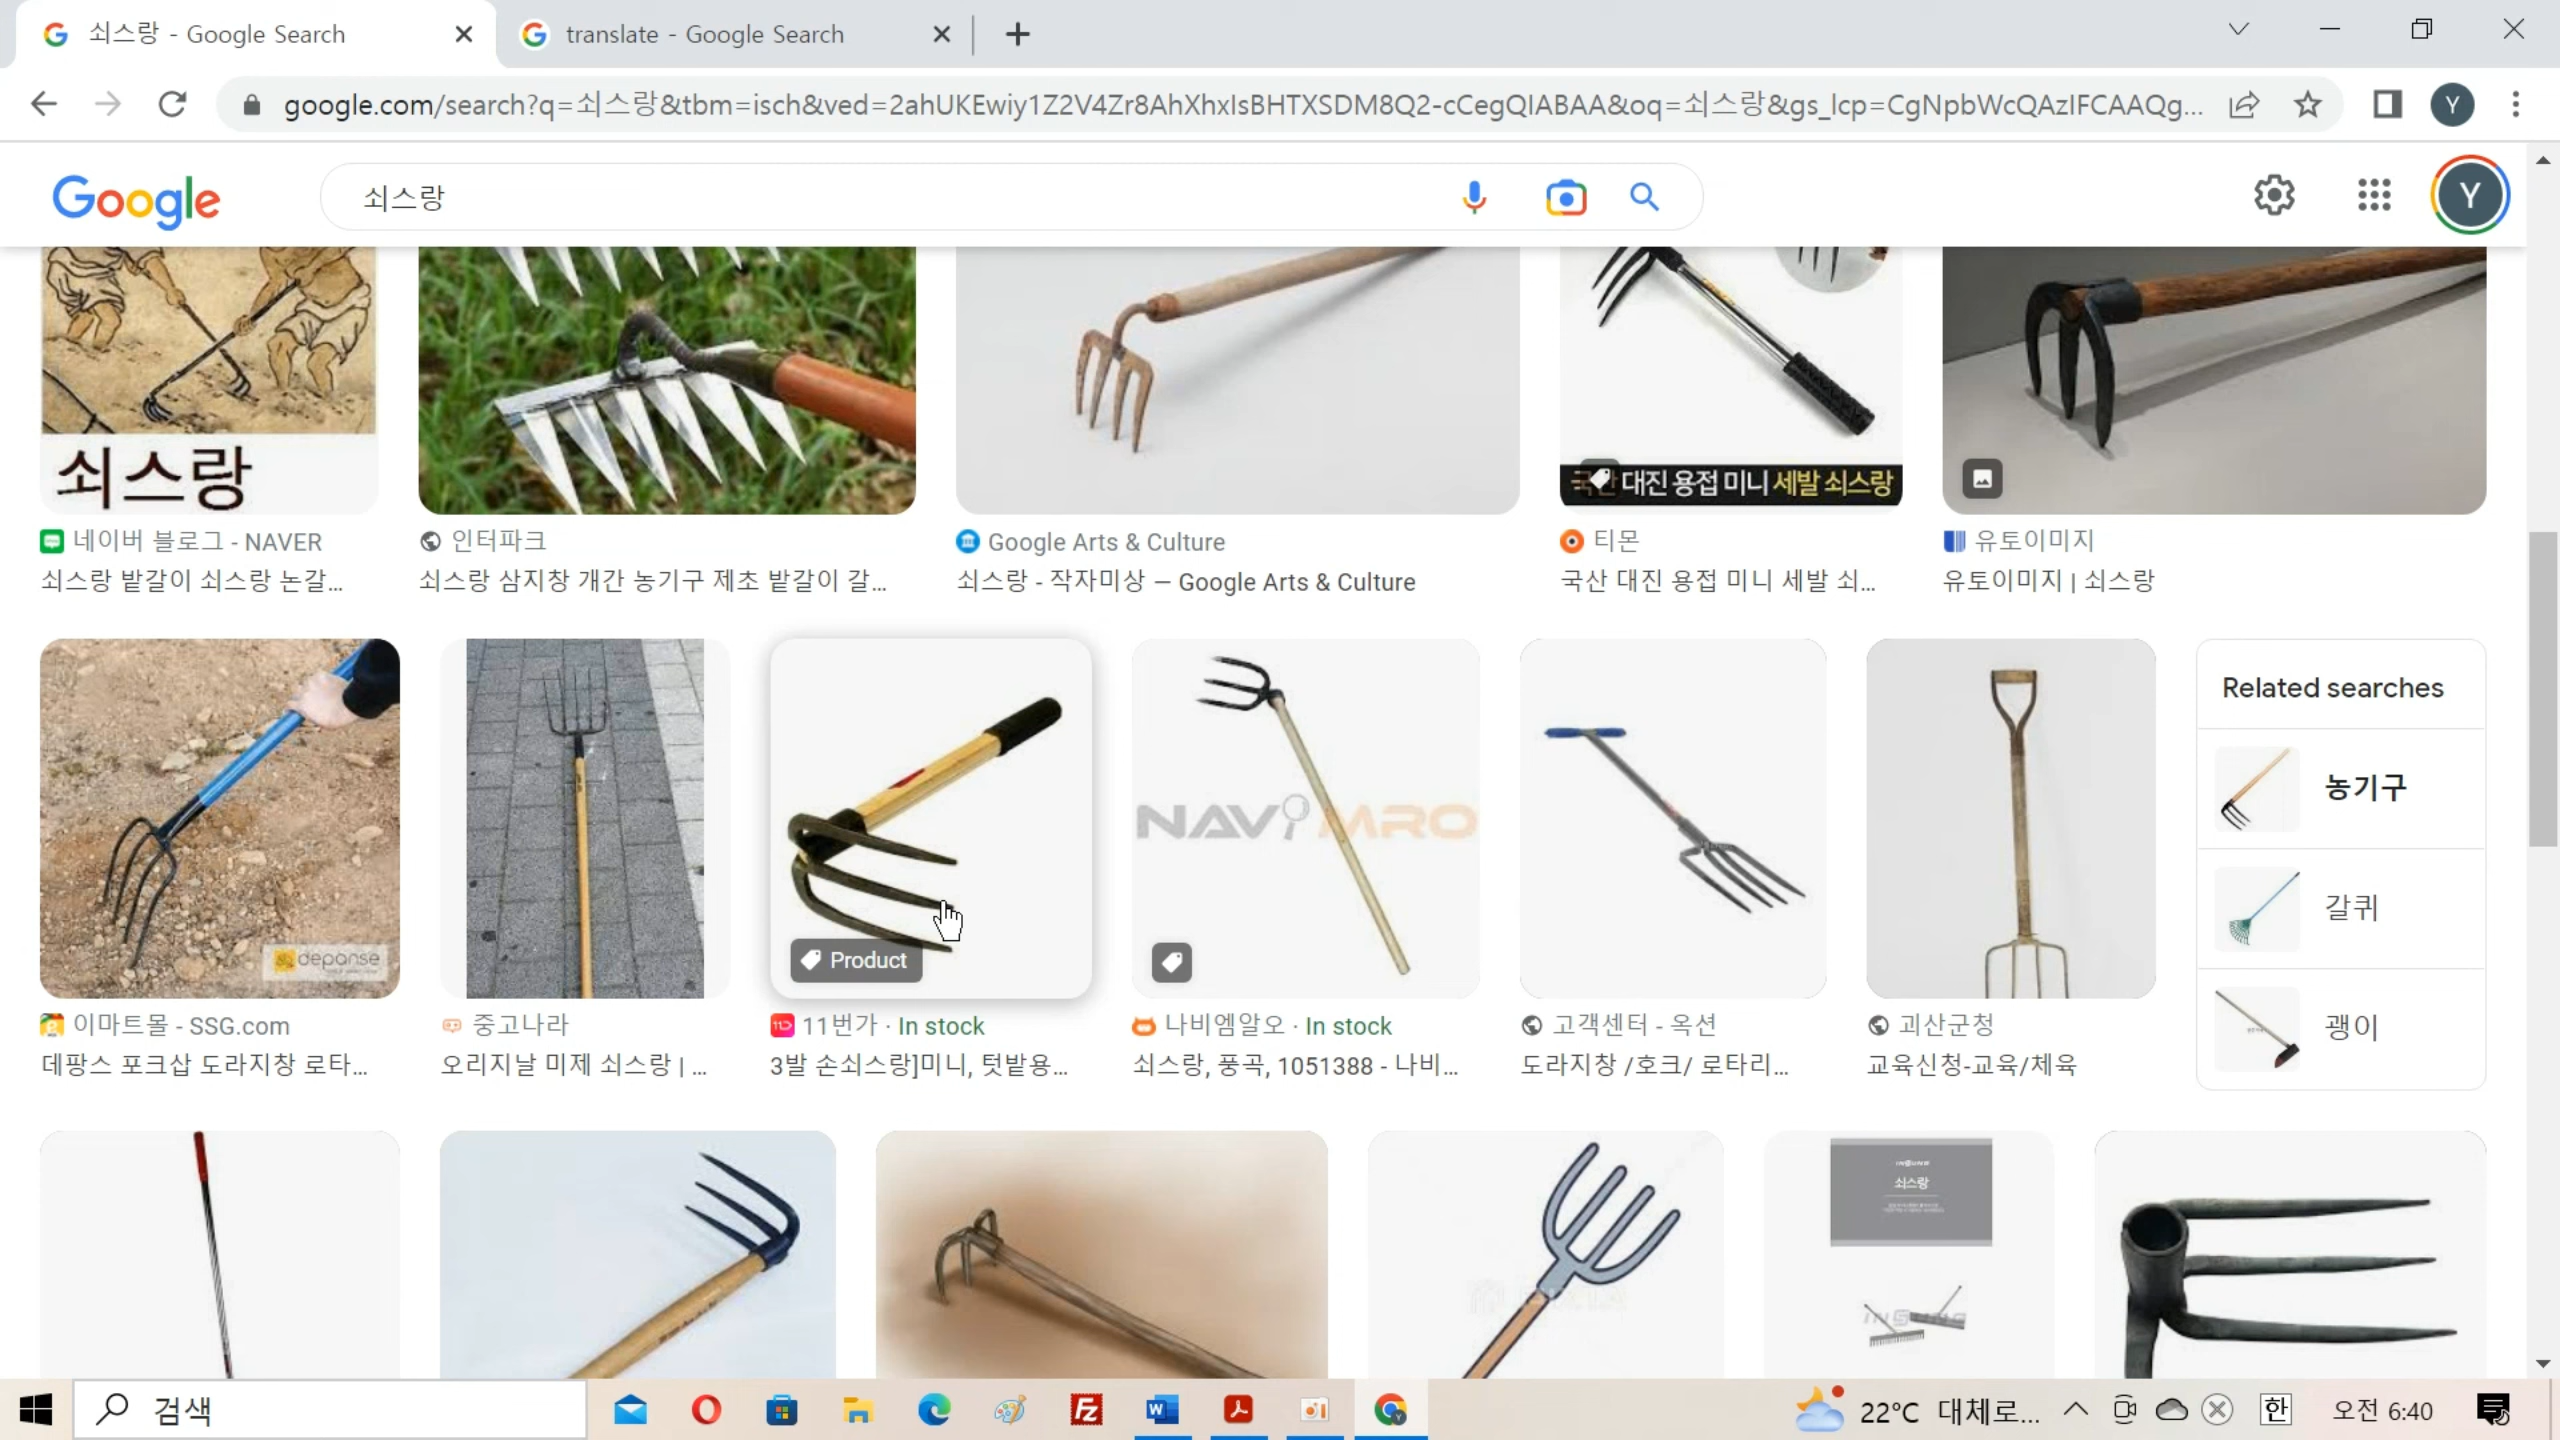 쇠스랑 - Google Search
translate - Google Search
google.com/search?q=쇠스랑&tbm=isch&ved=2ahUKEwiy1Z2V4Zr8AhXhxIsBHTXSDM8Q2-cCegQIABAA&oq=쇠스랑&gs_lcp=CgNpbWcQAzIFCAAQg...
Y
Google
쇠스랑
Y
쇠스랑
대진 용접 미니 세발 쇠스랑
네이버 블로그 - NAVER
인터파크
Google Arts & Culture
티몬
유토이미지
쇠스랑 밭갈이 쇠스랑 논갈...
쇠스랑 삼지창 개간 농기구 제초 밭갈이 갈...
쇠스랑 - 작자미상 — Google Arts & Culture
국산 대진 용접 미니 세발 쇠...
유토이미지 | 쇠스랑
depanse
Product
NAVIMRO
Related searches
농기구
갈퀴
괭이
이마트몰 - SSG.com
중고나라
11번가 · In stock
나비엠알오 · In stock
고객센터 - 옥션
괴산군청
데팡스 포크삽 도라지창 로타...
오리지날 미제 쇠스랑 | ...
3발 손쇠스랑]미니, 텃밭용...
쇠스랑, 풍곡, 1051388 - 나비...
도라지창 /호크/ 로타리...
교육신청-교육/체육
쇠스랑
검색
22°C 대체로...
한
오전 6:40